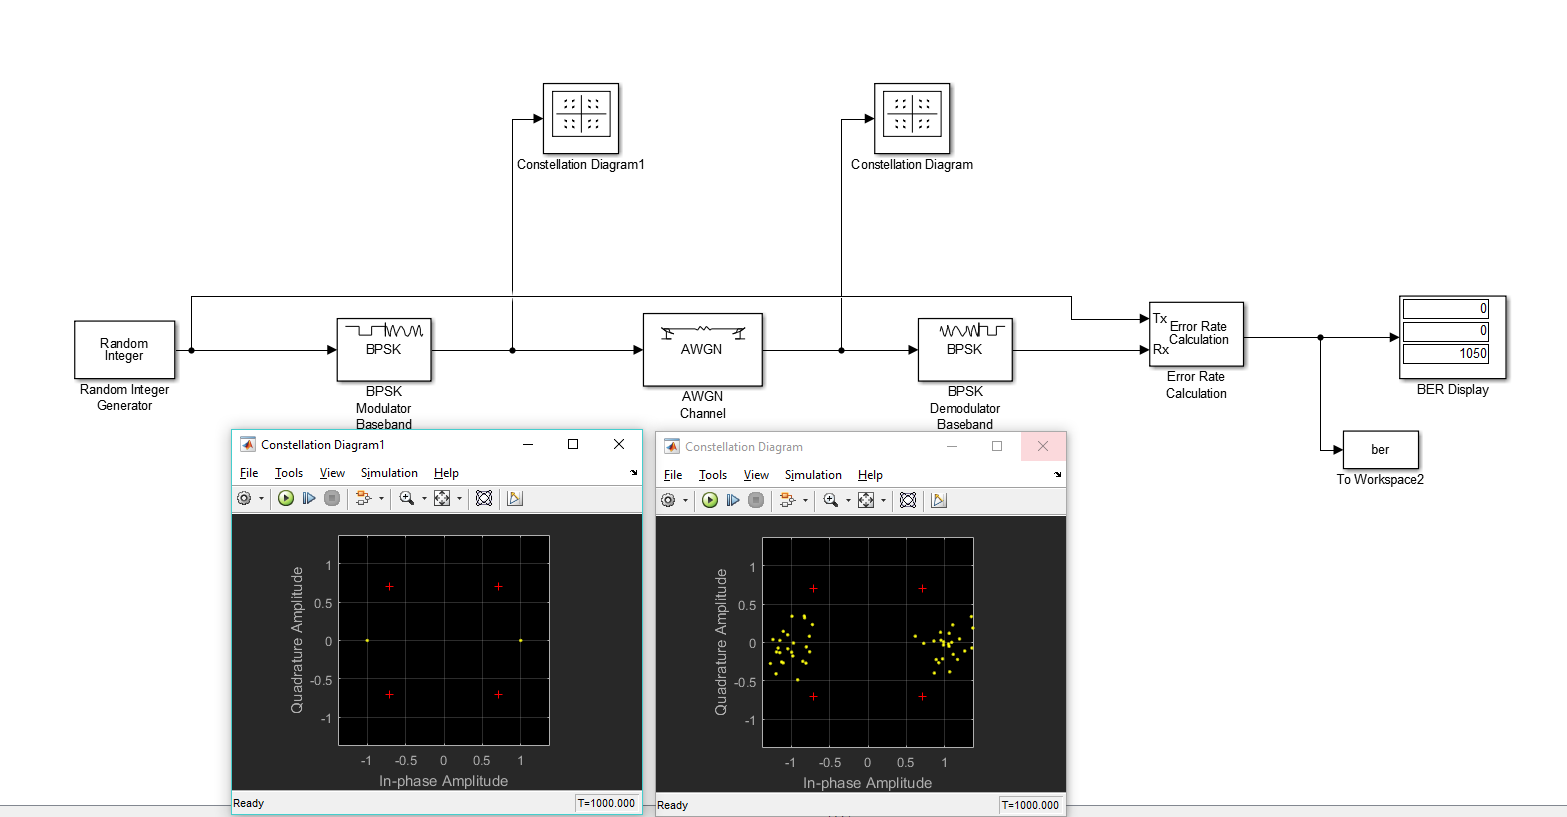 Constellation Diagram1
Constellation Diagram
Random
Integer
Random Integer
Generator
BPSK
BPSK
Modulator
Baseband
AWGN
AWGN
Channel
BPSK
BPSK
Demodulator
Baseband
Tx
Rx
Error Rate
Calculation
Error Rate
Calculation
0
0
1050
BER Display
ber
To Workspace2
Constellation Diagram1
File Tools View Simulation Help
Quadrature Amplitude
1
0.5
0
-0.5
-1
-1 -0.5 0 0.5 1
In-phase Amplitude
Ready T=1000.000
Constellation Diagram
File Tools View Simulation Help
Quadrature Amplitude
1
0.5
0
-0.5
-1
-1 -0.5 0 0.5 1
In-phase Amplitude
Ready T=1000.000